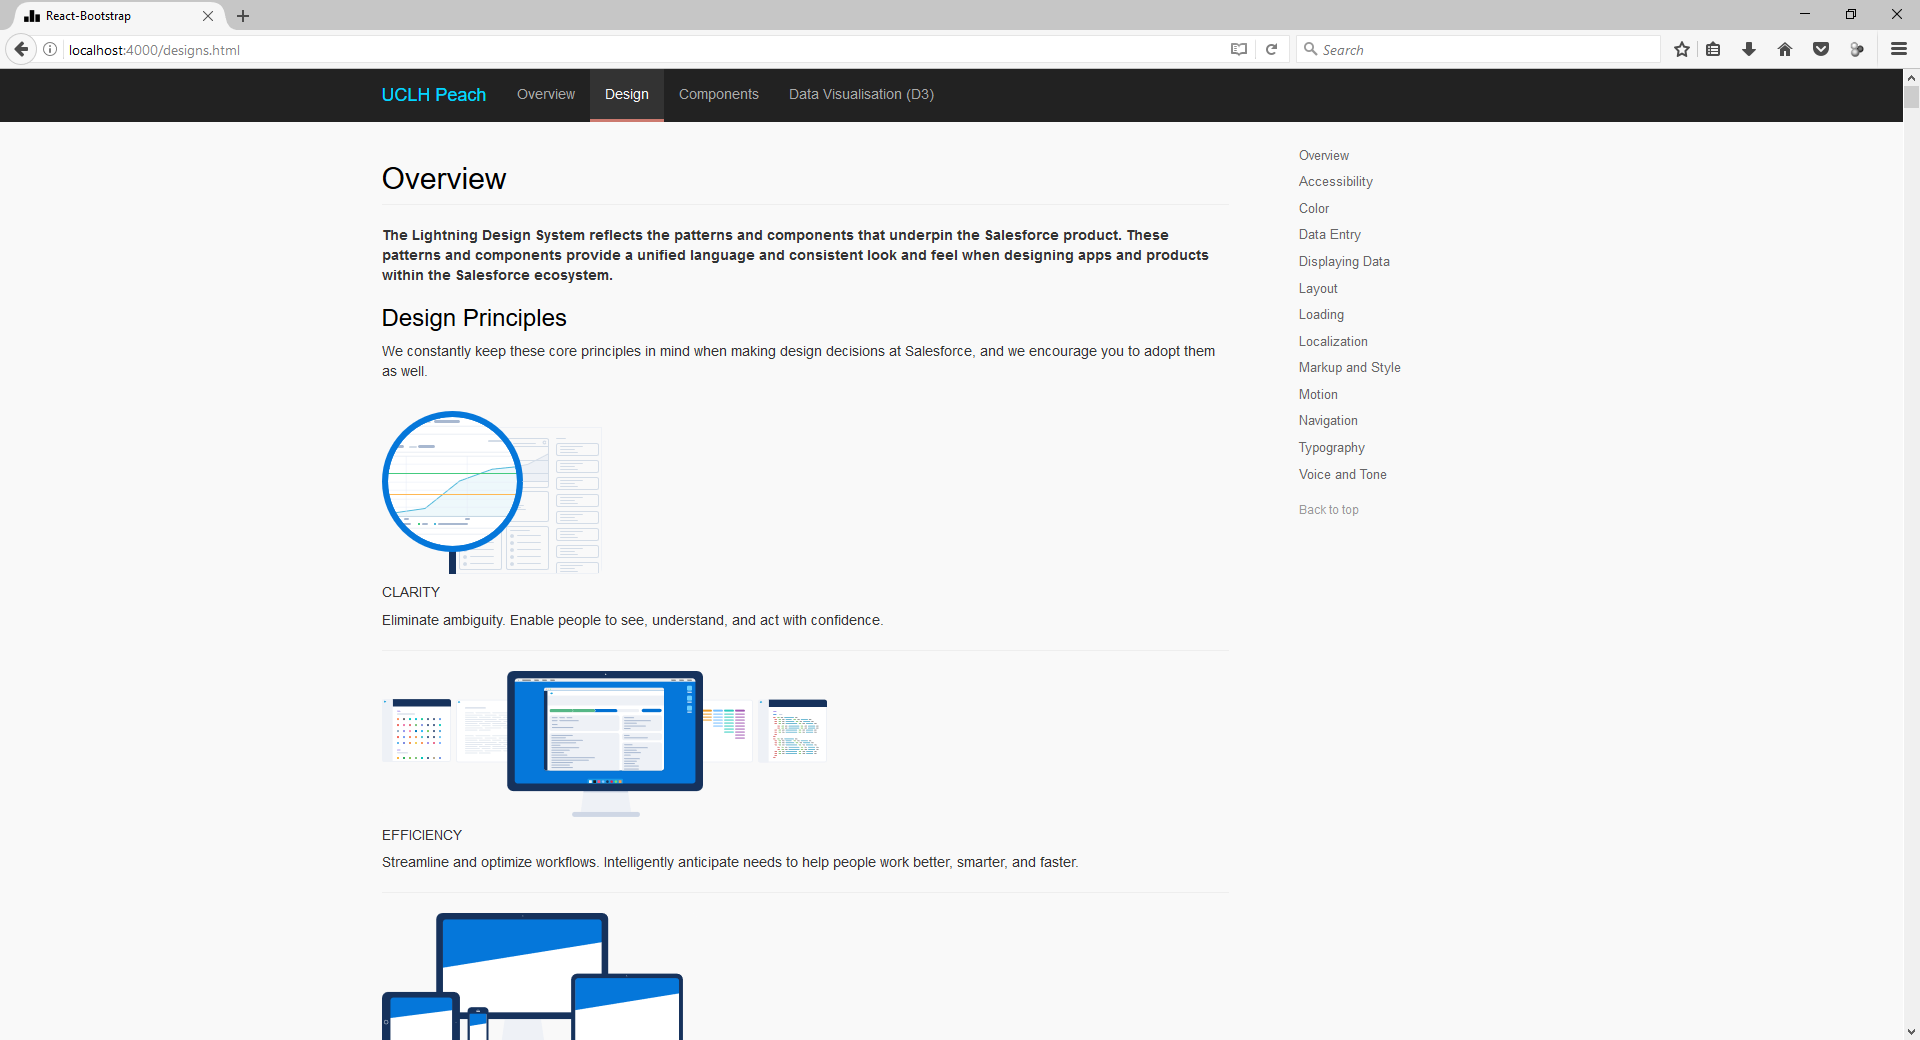 React-Bootstrap
localhost:4000/designs.html
Search
UCLH Peach
Overview
Design
Components
Data Visualisation (D3)
Overview
The Lightning Design System reflects the patterns and components that underpin the Salesforce product. These
patterns and components provide a unified language and consistent look and feel when designing apps and products
within the Salesforce ecosystem.
Design Principles
We constantly keep these core principles in mind when making design decisions at Salesforce, and we encourage you to adopt them
as well.
CLARITY
Eliminate ambiguity. Enable people to see, understand, and act with confidence.
EFFICIENCY
Streamline and optimize workflows. Intelligently anticipate needs to help people work better, smarter, and faster.
Overview
Accessibility
Color
Data Entry
Displaying Data
Layout
Loading
Localization
Markup and Style
Motion
Navigation
Typography
Voice and Tone
Back to top